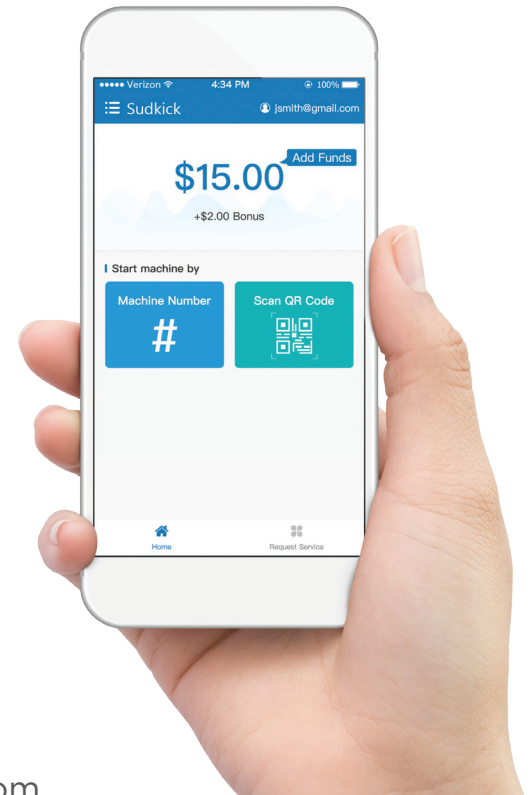 Verizon 4:34 PM 100%
Sudkick jsmith@gmail.com
Add Funds
$15.00
+$2.00 Bonus
Start machine by
Machine Number Scan QR Code
#
Home Request Service
om